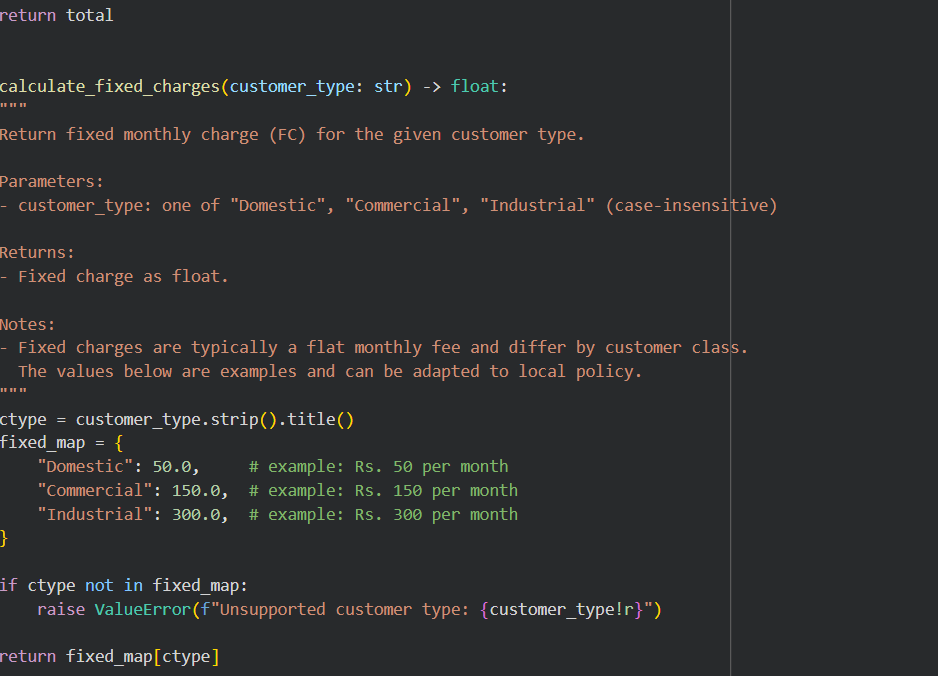 return total
calculate_fixed_charges(customer_type: str) -> float:
"""
Return fixed monthly charge (FC) for the given customer type.
Parameters:
- customer_type: one of "Domestic", "Commercial", "Industrial" (case-insensitive)
Returns:
- Fixed charge as float.
Notes:
- Fixed charges are typically a flat monthly fee and differ by customer class.
  The values below are examples and can be adapted to local policy.
"""
ctype = customer_type.strip().title()
fixed_map = {
    "Domestic": 50.0,     # example: Rs. 50 per month
    "Commercial": 150.0,  # example: Rs. 150 per month
    "Industrial": 300.0,  # example: Rs. 300 per month
}
if ctype not in fixed_map:
    raise ValueError(f"Unsupported customer type: {customer_type!r}")
return fixed_map[ctype]